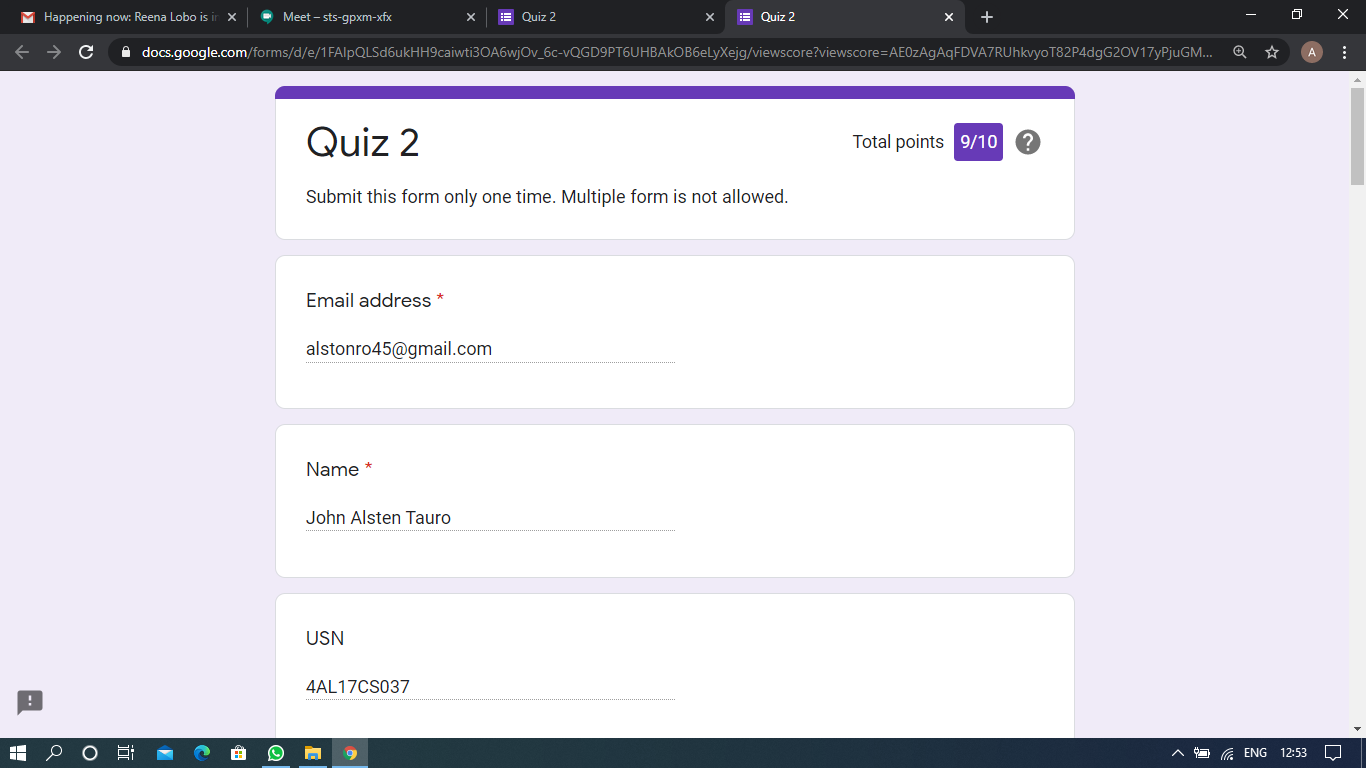 Happening now: Reena Lobo is in
Meet – sts-gpxm-xfx
Quiz 2
Quiz 2
docs.google.com/forms/d/e/1FAIpQLSd6ukHH9caiwti3OA6wjOv_6c-vQGD9PT6UHBAkOB6eLyXejg/viewscore?viewscore=AE0zAgAqFDVA7RUhkvyoT82P4dgG2OV17yPjuGM...
A
Quiz 2
Total points 9/10
Submit this form only one time. Multiple form is not allowed.
Email address *
alstonro45@gmail.com
Name *
John Alsten Tauro
USN
4AL17CS037
ENG 12:53